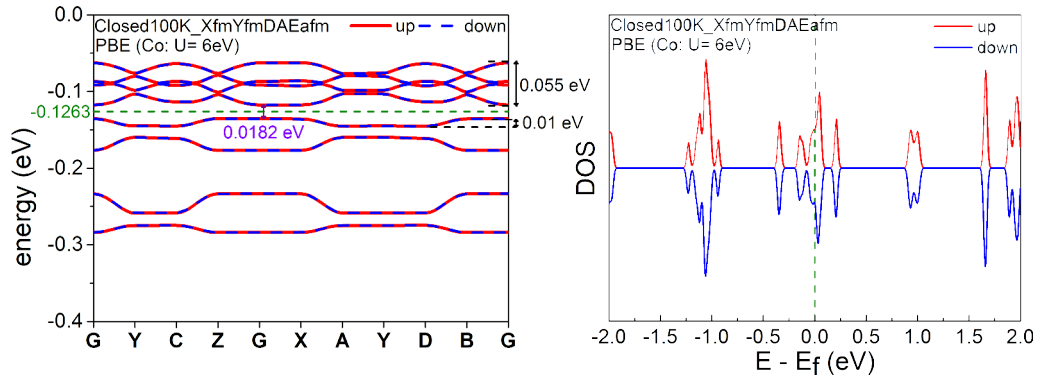 Closed100K_XfmYfmDAEafm
up
down
PBE (Co: U= 6eV)
0.0
-0.1
-0.1263
-0.2
-0.3
-0.4
energy (eV)
0.055 eV
0.01 eV
0.0182 eV
G Y C Z G X A Y D B G
Closed100K_XfmYfmDAEafm
up
PBE (Co: U= 6eV)
down
DOS
-2.0 -1.5 -1.0 -0.5 0.0 0.5 1.0 1.5 2.0
E - Ef (eV)